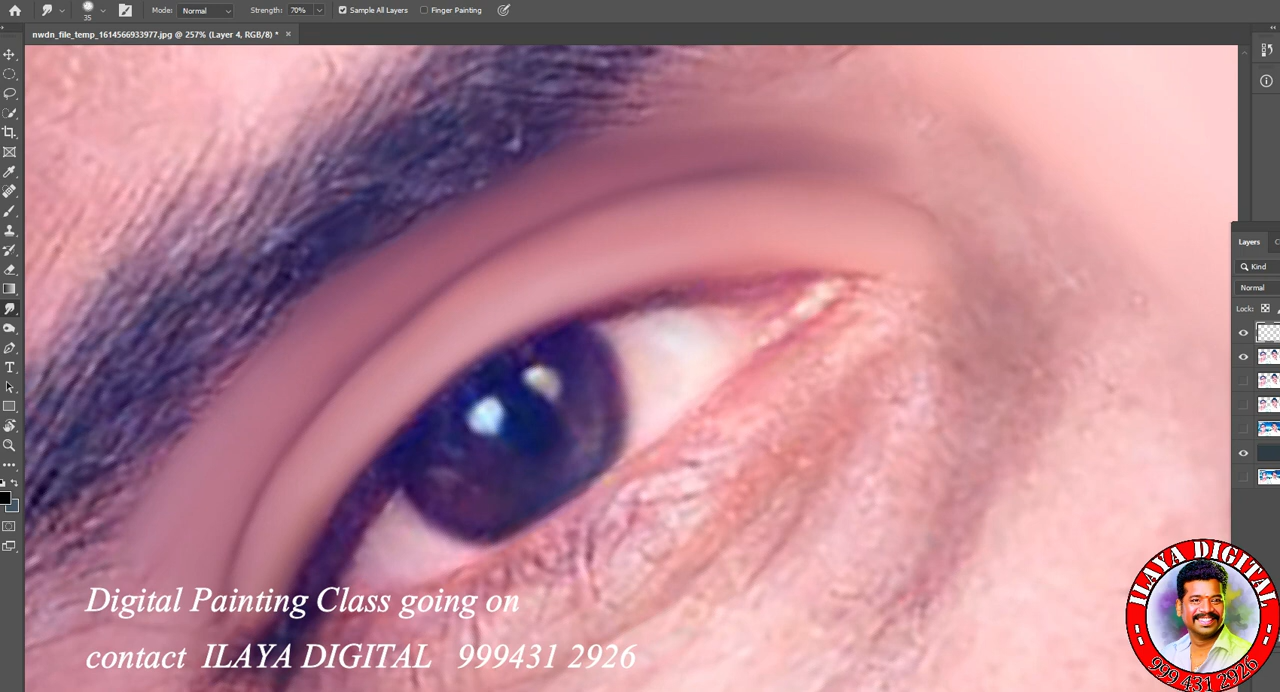 Mode: Normal Strength: 70% Sample All Layers Finger Painting
35
nwdn_file_temp_1614566933977.jpg @ 257% (Layer 4, RGB/8) *
Layers
Kind
Normal
Lock:
Digital Painting Class going on
contact ILAYA DIGITAL 999431 2926
ILAYA DIGITAL
999 431 2926